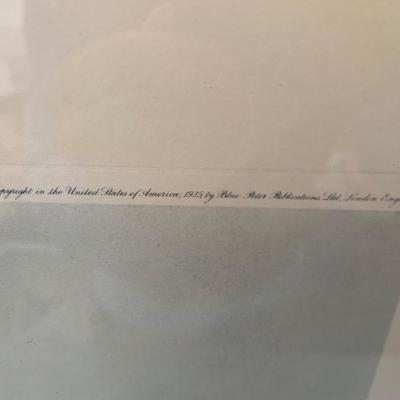 opyright in the United States of America, 1925, by Blue Peter Publications Ltd, London Eng